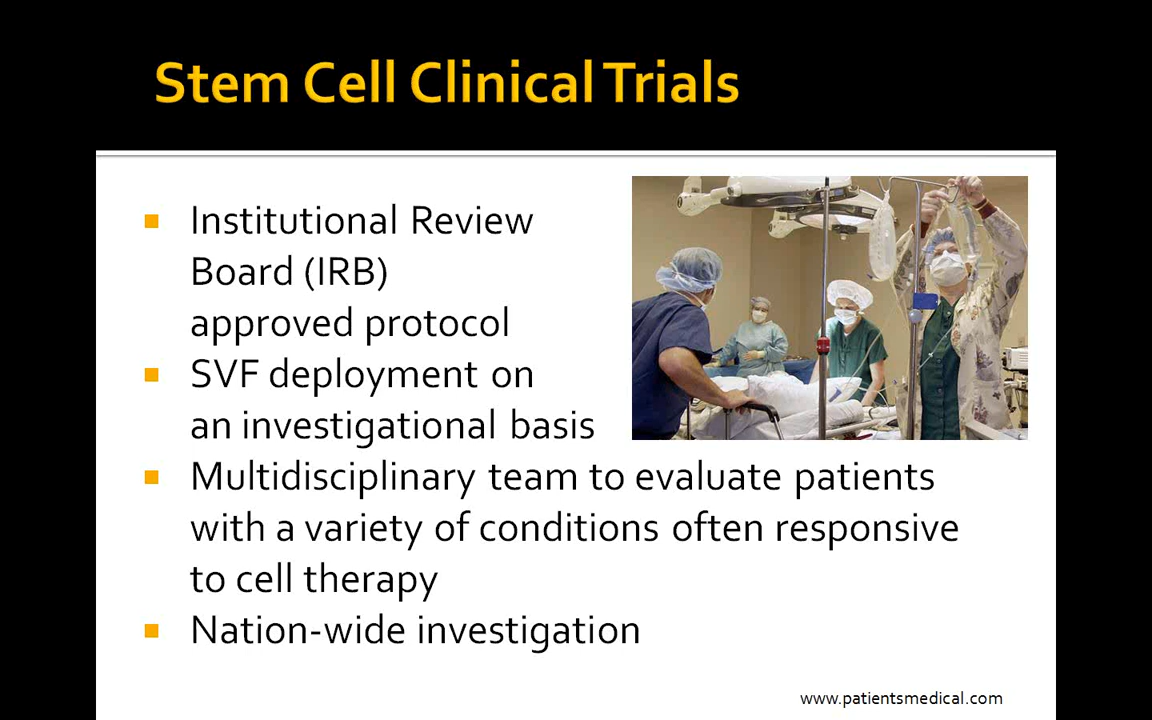 Stem Cell Clinical Trials
Institutional Review
Board (IRB)
approved protocol
SVF deployment on
an investigational basis
Multidisciplinary team to evaluate patients
with a variety of conditions often responsive
to cell therapy
Nation-wide investigation
www.patientsmedical.com